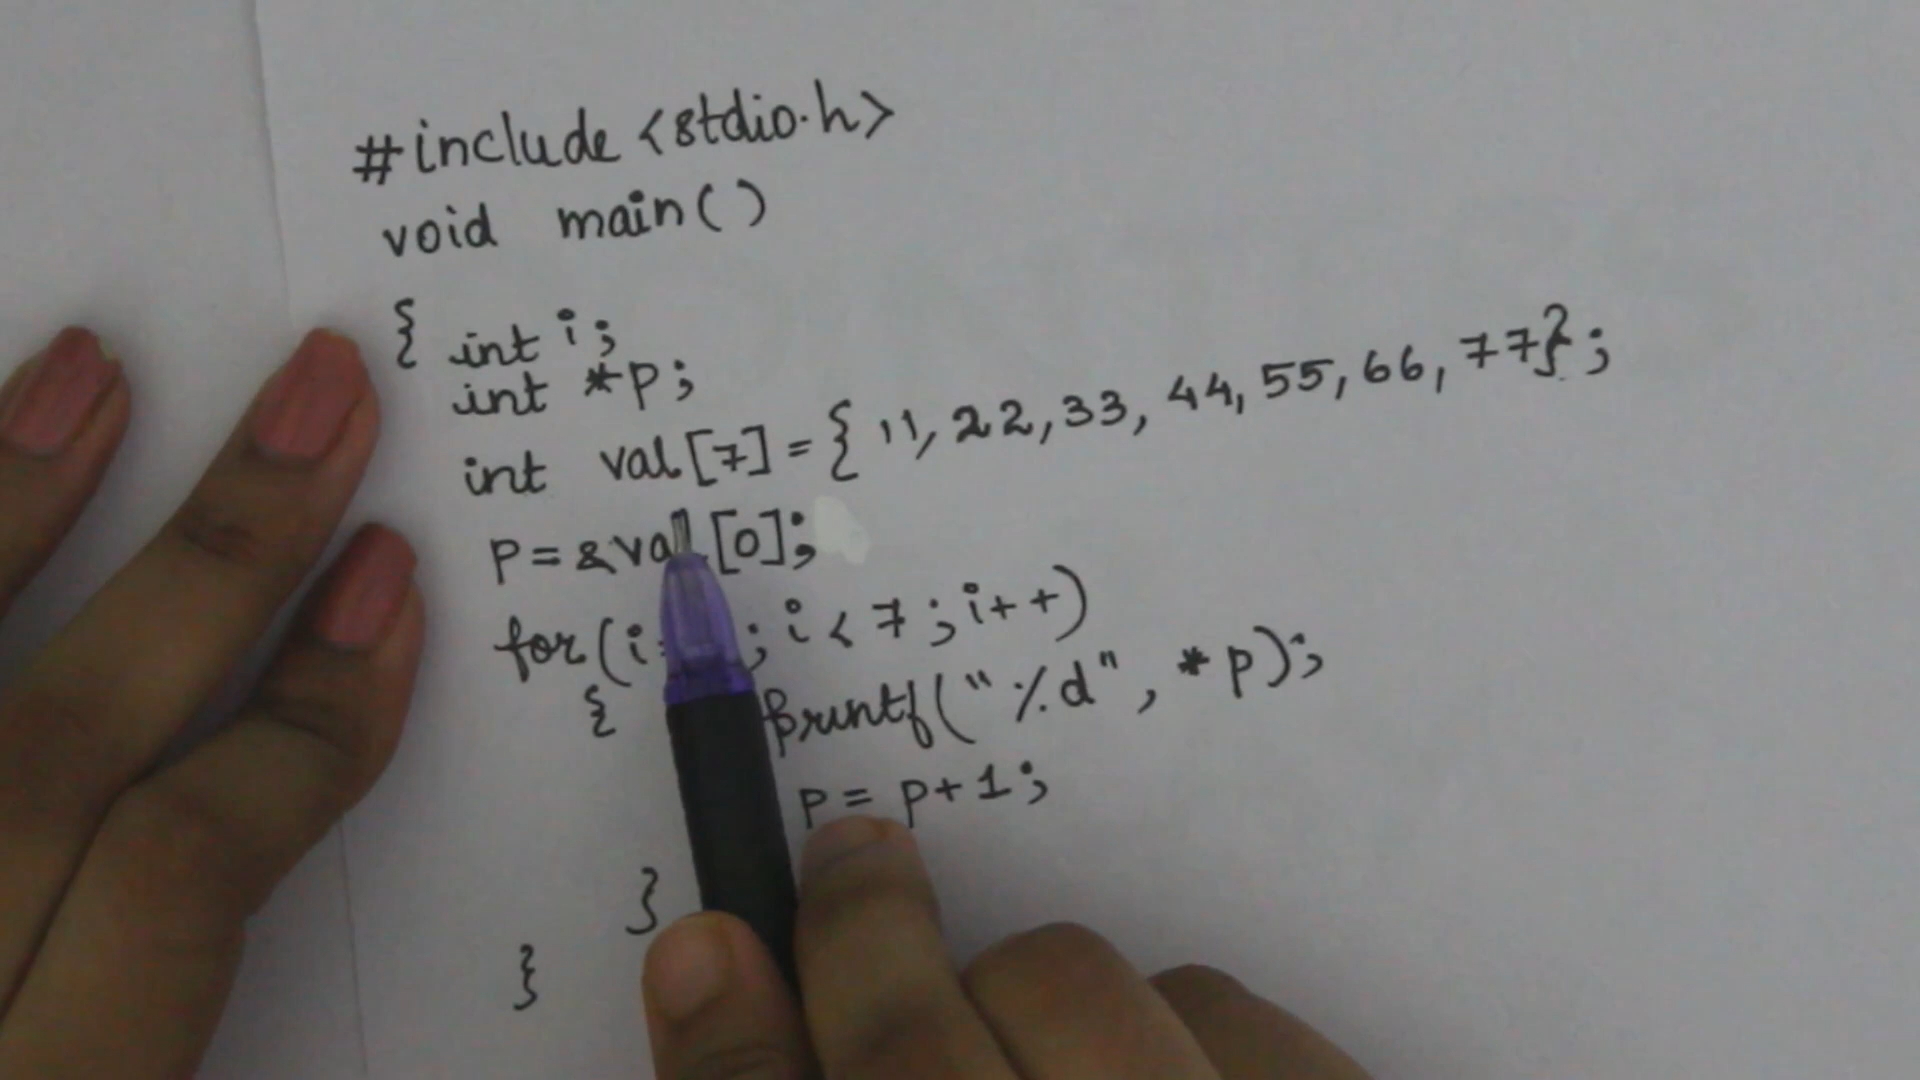 #include <stdio.h>
void main()
{ int i;
int *p;
int val[7]={ 11, 22, 33, 44, 55, 66, 77};
p=&val[0];
for(i= ; i<7; i++)
{ printf("%d", *p);
p=p+1;
}
}